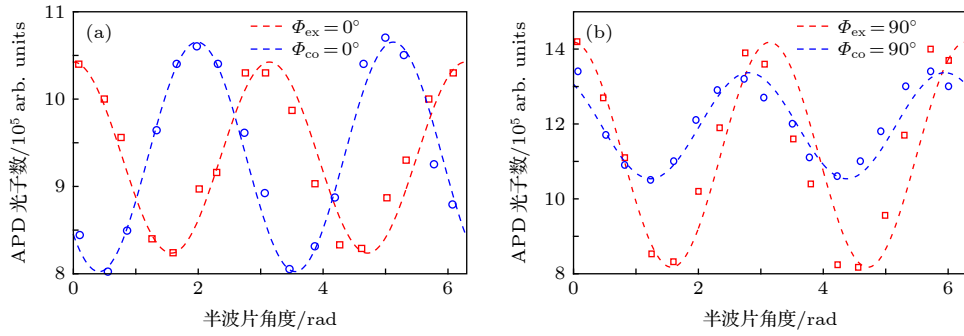 (a)
Φex = 0°
Φco = 0°
APD 光子数/10⁵ arb. units
11
10
9
8
0
2
4
6
半波片角度/rad
(b)
Φex = 90°
Φco = 90°
APD 光子数/10⁵ arb. units
14
12
10
8
0
2
4
6
半波片角度/rad